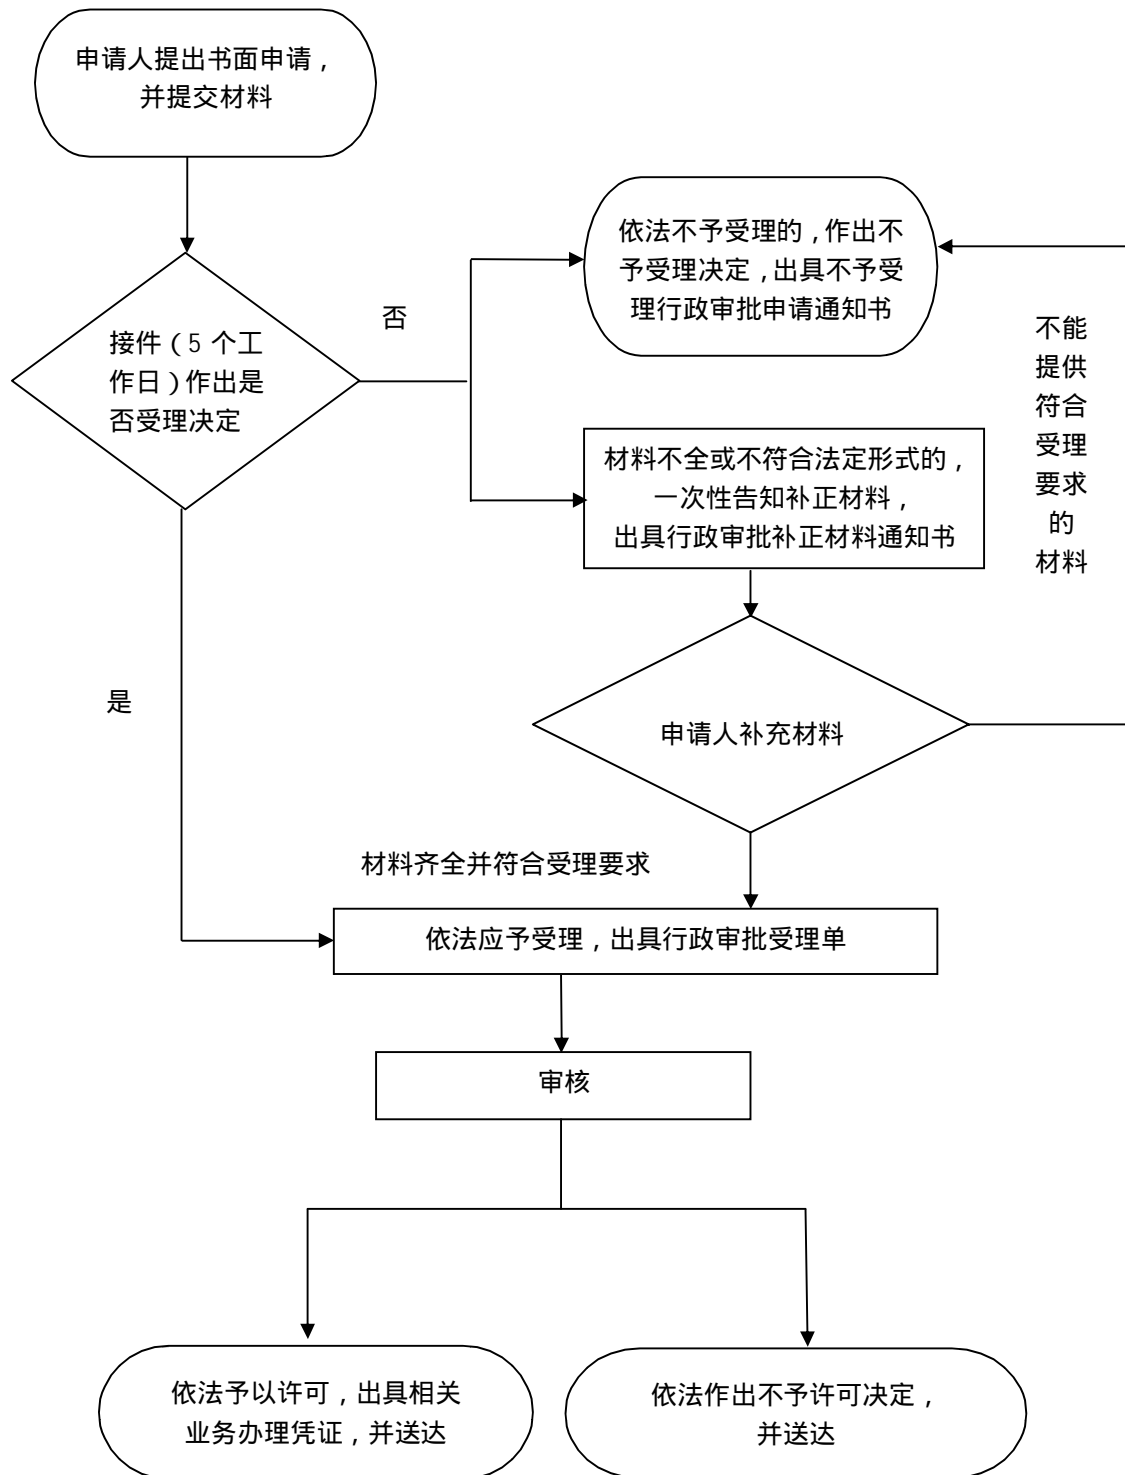 申请人提出书面申请，
并提交材料
依法不予受理的，作出不
予受理决定，出具不予受
理行政审批申请通知书
否
接件（5 个工
作日）作出是
否受理决定
不能
提供
符合
受理
要求
的
材料
材料不全或不符合法定形式的，
一次性告知补正材料，
出具行政审批补正材料通知书
是
申请人补充材料
材料齐全并符合受理要求
依法应予受理，出具行政审批受理单
审核
依法予以许可，出具相关
业务办理凭证，并送达
依法作出不予许可决定，
并送达